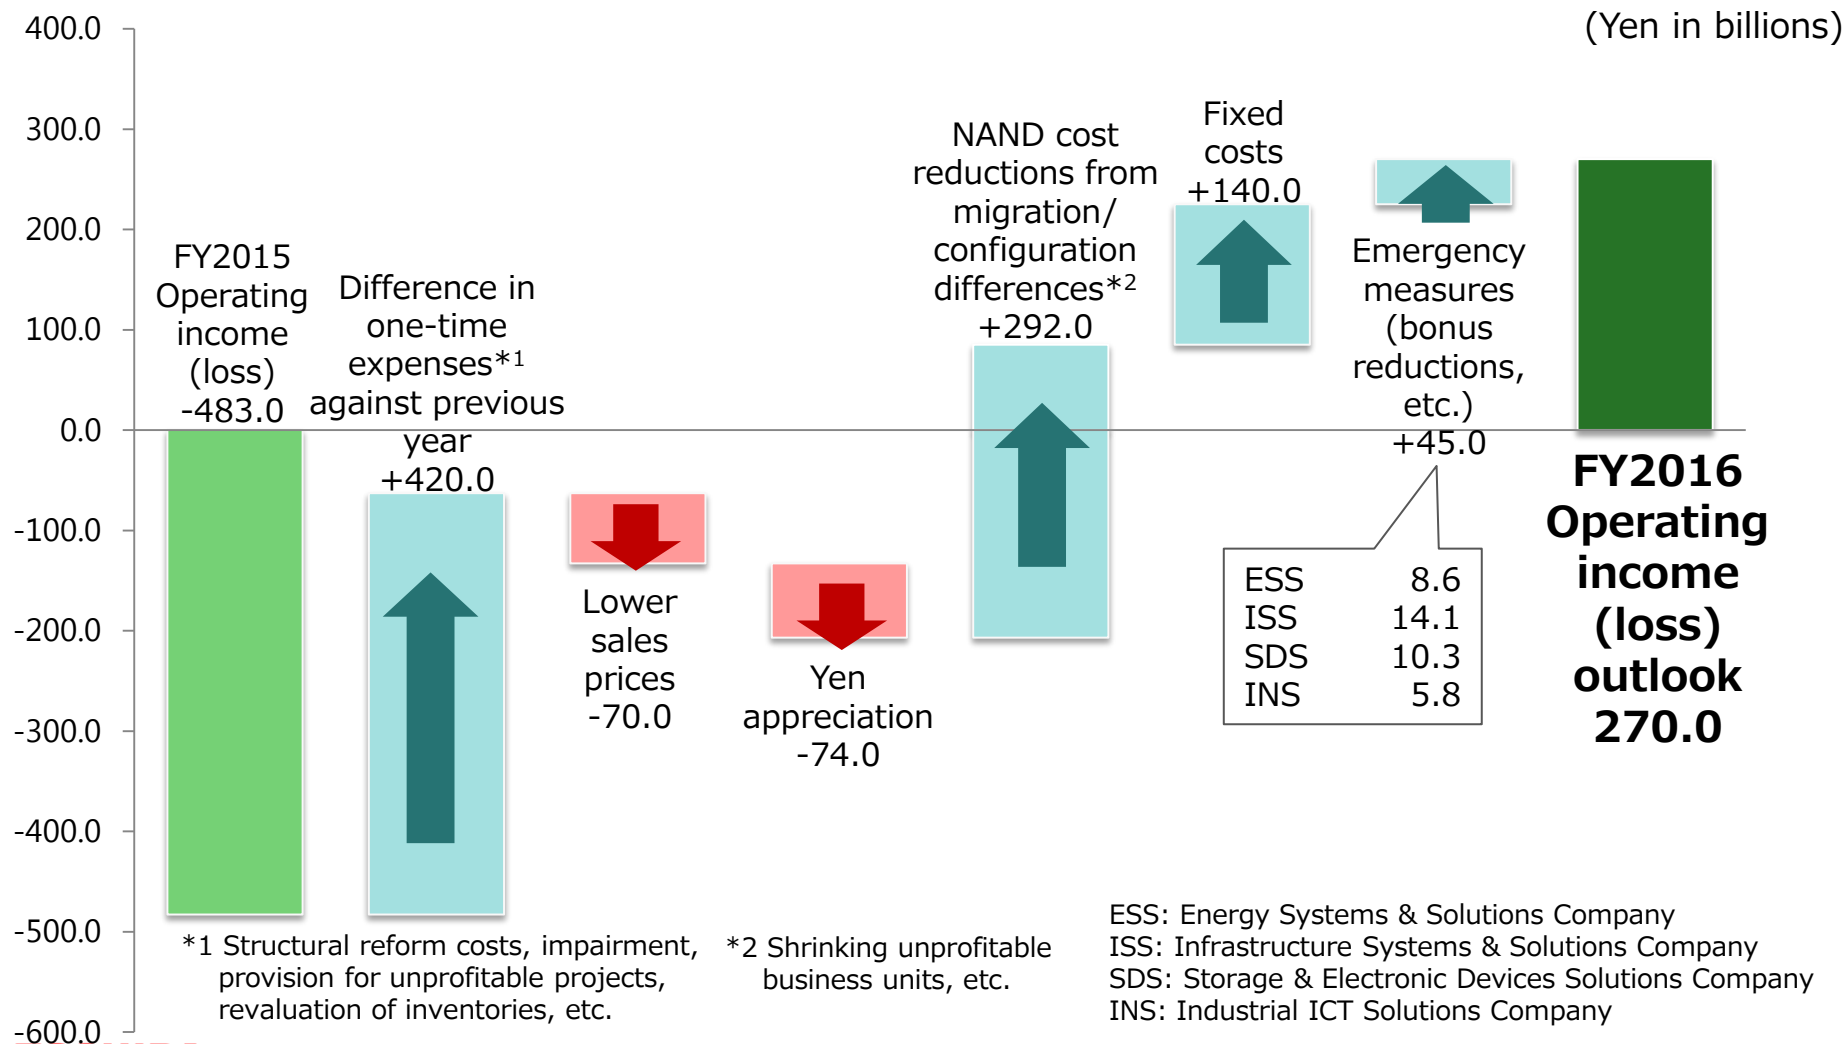 (Yen in billions)
400.0
300.0
200.0
100.0
0.0
-100.0
-200.0
-300.0
-400.0
-500.0
-600.0
FY2015
Operating
income
(loss)
-483.0
Difference in
one-time
expenses*1
against previous
year
+420.0
Lower
sales
prices
-70.0
Yen
appreciation
-74.0
NAND cost
reductions from
migration/
configuration
differences*2
+292.0
Fixed
costs
+140.0
Emergency
measures
(bonus
reductions,
etc.)
+45.0
ESS 8.6
ISS 14.1
SDS 10.3
INS 5.8
FY2016
Operating
income
(loss)
outlook
270.0
*1 Structural reform costs, impairment,
provision for unprofitable projects,
revaluation of inventories, etc.
*2 Shrinking unprofitable
business units, etc.
ESS: Energy Systems & Solutions Company
ISS: Infrastructure Systems & Solutions Company
SDS: Storage & Electronic Devices Solutions Company
INS: Industrial ICT Solutions Company